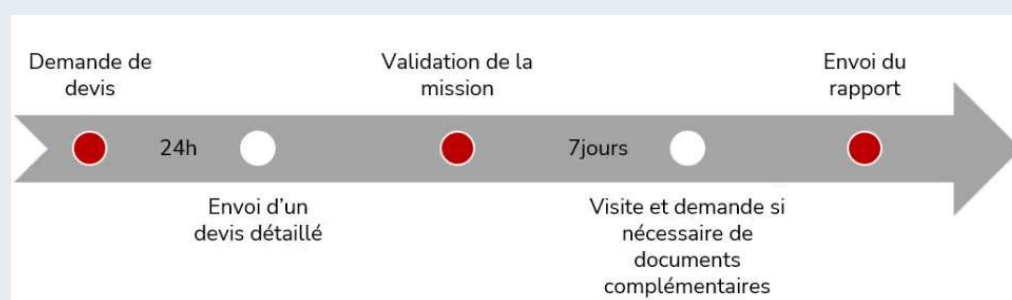 Demande de
devis
Validation de la
mission
Envoi du
rapport
24h
7jours
Envoi d’un
devis détaillé
Visite et demande si
nécessaire de
documents
complémentaires